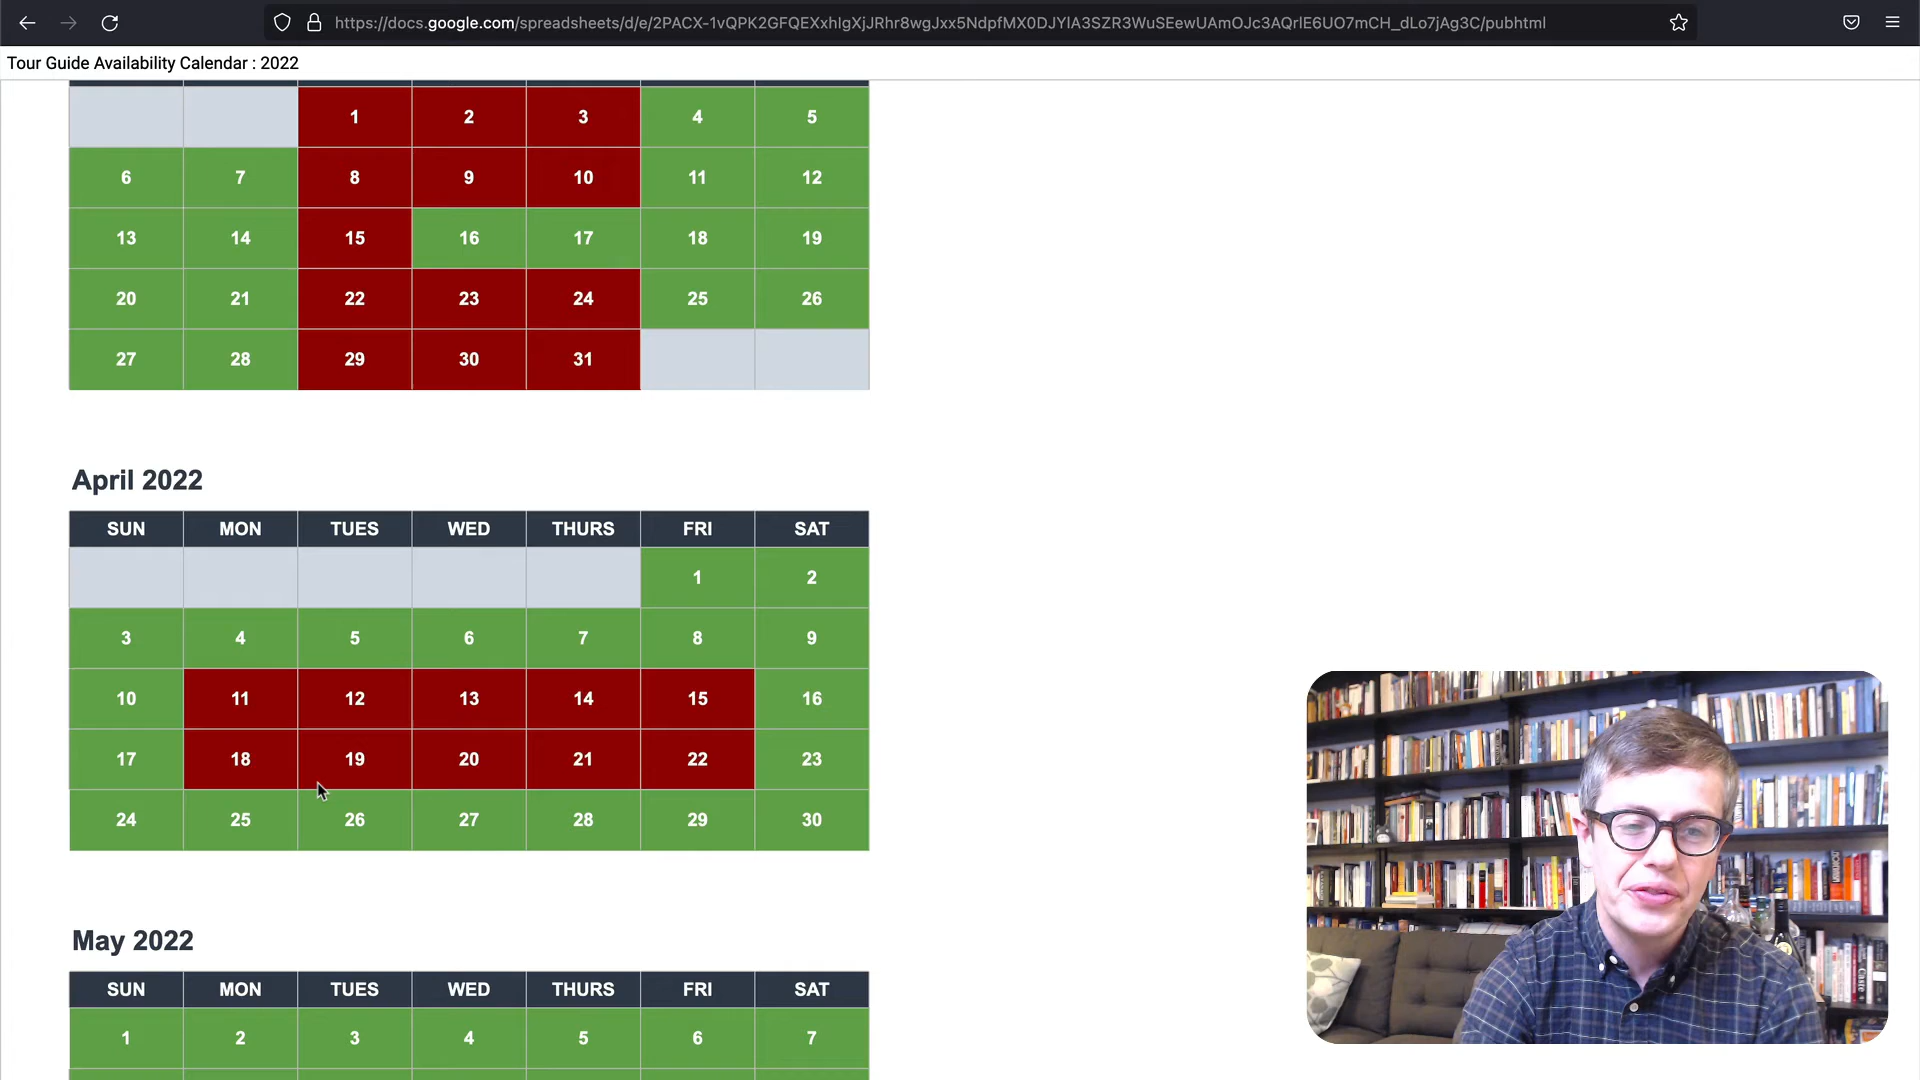 https://docs.google.com/spreadsheets/d/e/2PACX-1vQPK2GFQEXxhIgXjJRhr8wgJxx5NdpfMX0DJYlA3SZR3WuSEewUAmOJc3AQrlE6UO7mCH_dLo7jAg3C/pubhtml
Tour Guide Availability Calendar : 2022
1 2 3 4 5
6 7 8 9 10 11 12
13 14 15 16 17 18 19
20 21 22 23 24 25 26
27 28 29 30 31
April 2022
SUN MON TUES WED THURS FRI SAT
1 2
3 4 5 6 7 8 9
10 11 12 13 14 15 16
17 18 19 20 21 22 23
24 25 26 27 28 29 30
May 2022
SUN MON TUES WED THURS FRI SAT
1 2 3 4 5 6 7
Caste